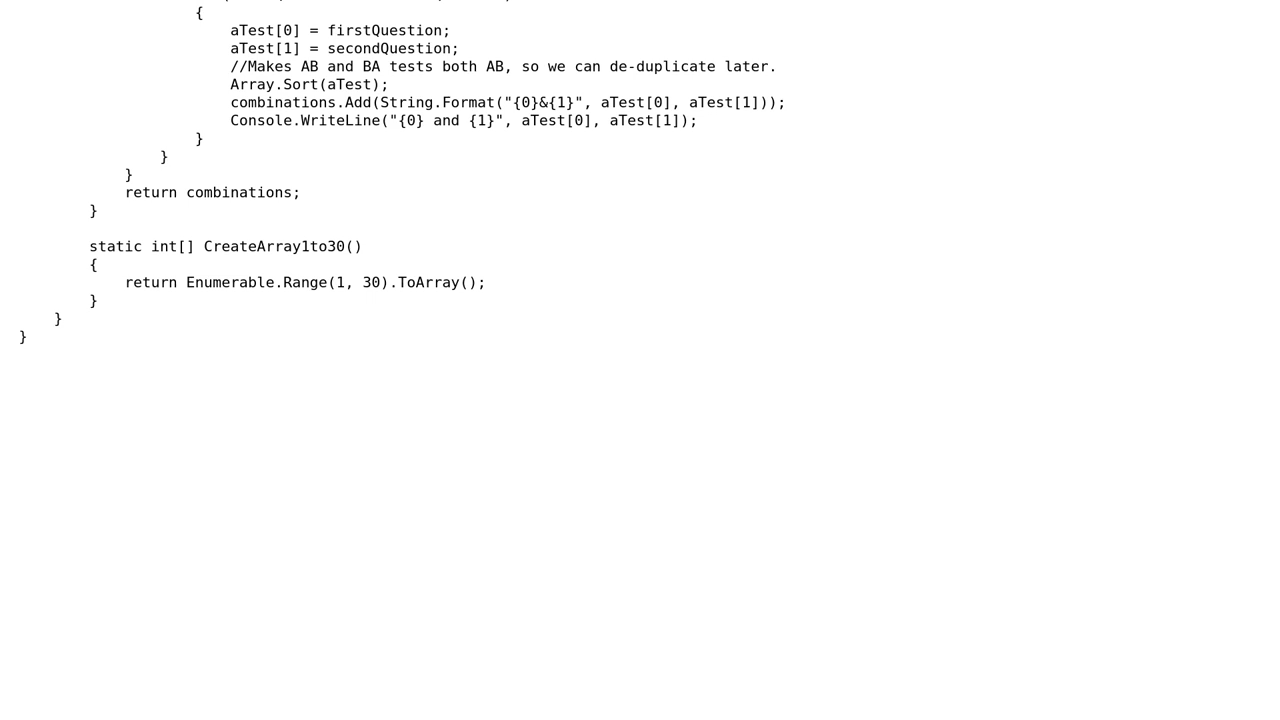 {
aTest[0] = firstQuestion;
aTest[1] = secondQuestion;
//Makes AB and BA tests both AB, so we can de-duplicate later.
Array.Sort(aTest);
combinations.Add(String.Format("{0}&{1}", aTest[0], aTest[1]));
Console.WriteLine("{0} and {1}", aTest[0], aTest[1]);
}
}
}
return combinations;
}
static int[] CreateArray1to30()
{
return Enumerable.Range(1, 30).ToArray();
}
}
}